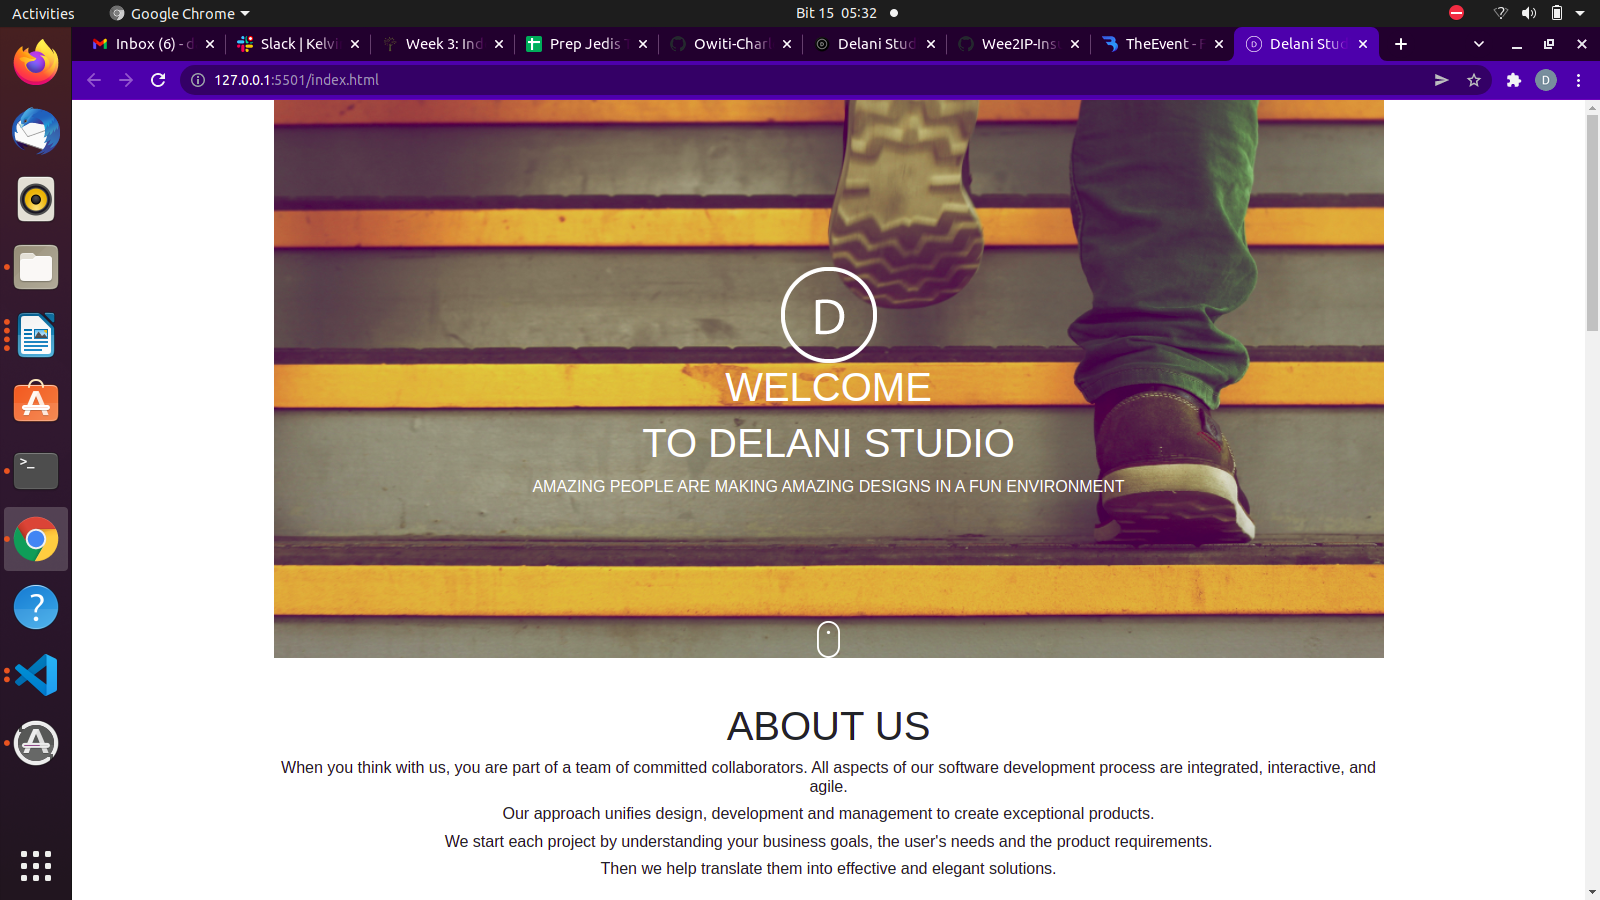 Activities
Google Chrome
Bit 15 05:32
Inbox (6) - d
Slack | Kelvi
Week 3: Ind
Prep Jedis T
Owiti-Charl
Delani Stud
Wee2IP-Ins
TheEvent - F
Delani Stud
127.0.0.1:5501/index.html
D
D
WELCOME
TO DELANI STUDIO
AMAZING PEOPLE ARE MAKING AMAZING DESIGNS IN A FUN ENVIRONMENT
ABOUT US
When you think with us, you are part of a team of committed collaborators. All aspects of our software development process are integrated, interactive, and
agile.
Our approach unifies design, development and management to create exceptional products.
We start each project by understanding your business goals, the user's needs and the product requirements.
Then we help translate them into effective and elegant solutions.